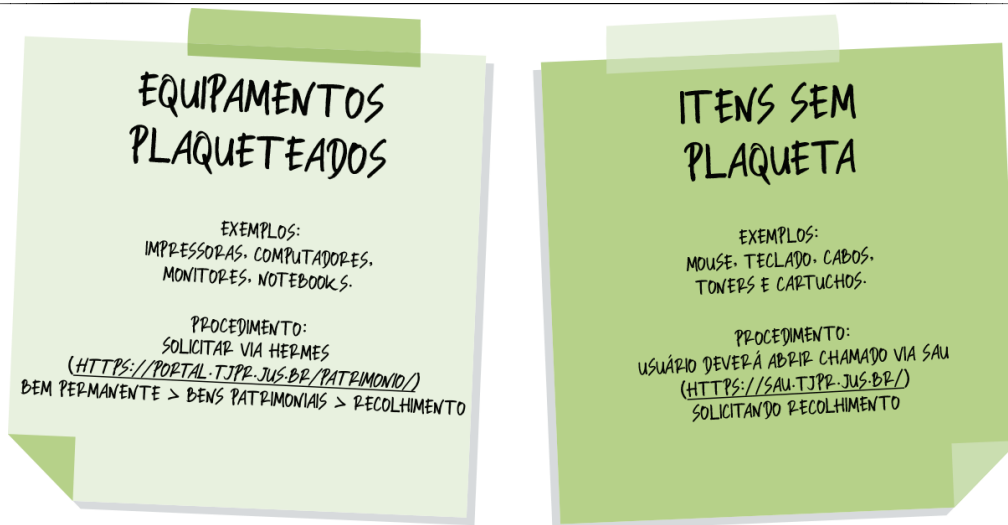 EQUIPAMENTOS
PLAQUETEADOS
EXEMPLOS:
IMPRESSORAS, COMPUTADORES,
MONITORES, NOTEBOOKS.
PROCEDIMENTO:
SOLICITAR VIA HERMES
(HTTPS://PORTAL.TJPR.JUS.BR/PATRIMONIO/)
BEM PERMANENTE > BENS PATRIMONIAIS > RECOLHIMENTO
ITENS SEM
PLAQUETA
EXEMPLOS:
MOUSE, TECLADO, CABOS,
TONERS E CARTUCHOS.
PROCEDIMENTO:
USUÁRIO DEVERÁ ABRIR CHAMADO VIA SAU
(HTTPS://SAU.TJPR.JUS.BR/)
SOLICITANDO RECOLHIMENTO